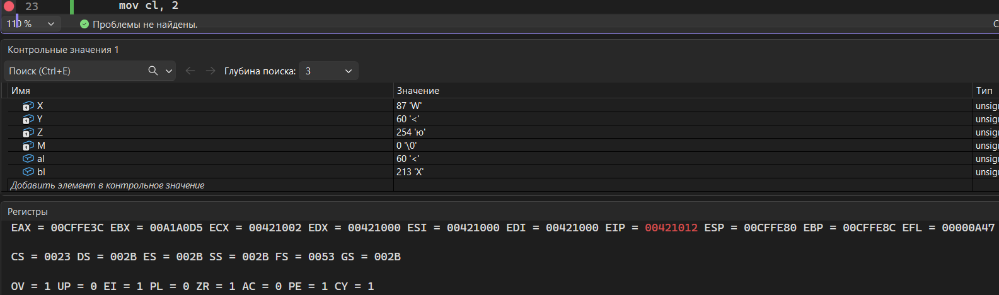 23 mov cl, 2
110 % Проблемы не найдены.
Контрольные значения 1
Поиск (Ctrl+E) Глубина поиска: 3
Имя Значение Тип
X 87 'W' unsig
Y 60 '<' unsig
Z 254 'ю' unsig
M 0 '\0' unsig
al 60 '<' unsig
bl 213 'Х' unsig
Добавить элемент в контрольное значение
Регистры
EAX = 00CFFE3C EBX = 00A1A0D5 ECX = 00421002 EDX = 00421000 ESI = 00421000 EDI = 00421000 EIP = 00421012 ESP = 00CFFE80 EBP = 00CFFE8C EFL = 00000A47
CS = 0023 DS = 002B ES = 002B SS = 002B FS = 0053 GS = 002B
OV = 1 UP = 0 EI = 1 PL = 0 ZR = 1 AC = 0 PE = 1 CY = 1